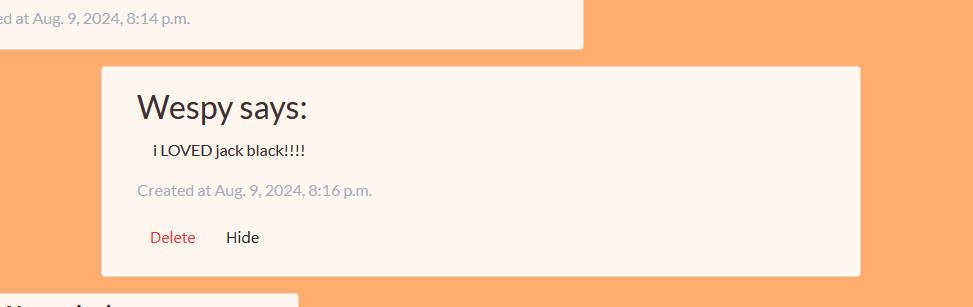 ed at Aug. 9, 2024, 8:14 p.m.
Wespy says:
i LOVED jack black!!!!
Created at Aug. 9, 2024, 8:16 p.m.
Delete Hide